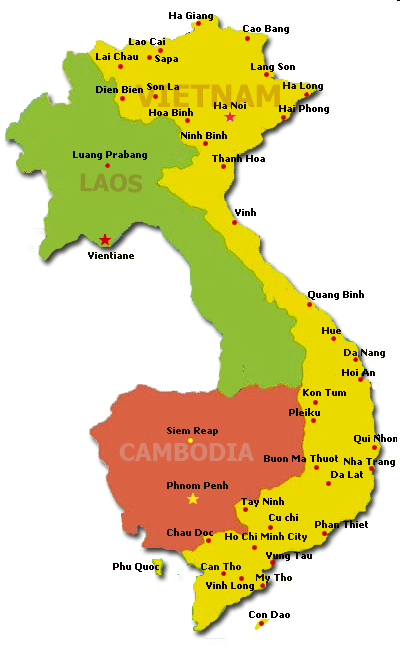 Ha Giang
Cao Bang
Lao Cai
Lai Chau
Sapa
Lang Son
Dien Bien
Son La
VIETNAM
Ha Long
Ha Noi
Hoa Binh
Hai Phong
Ninh Binh
Luang Prabang
Thanh Hoa
LAOS
Vinh
Vientiane
Quang Binh
Hue
Da Nang
Hoi An
Kon Tum
Pleiku
Siem Reap
Qui Nhon
CAMBODIA
Buon Ma Thuot
Nha Trang
Da Lat
Phnom Penh
Tay Ninh
Cu chi
Phan Thiet
Chau Doc
Ho Chi Minh City
Vung Tau
Phu Quoc
Can Tho
My Tho
Vinh Long
Con Dao